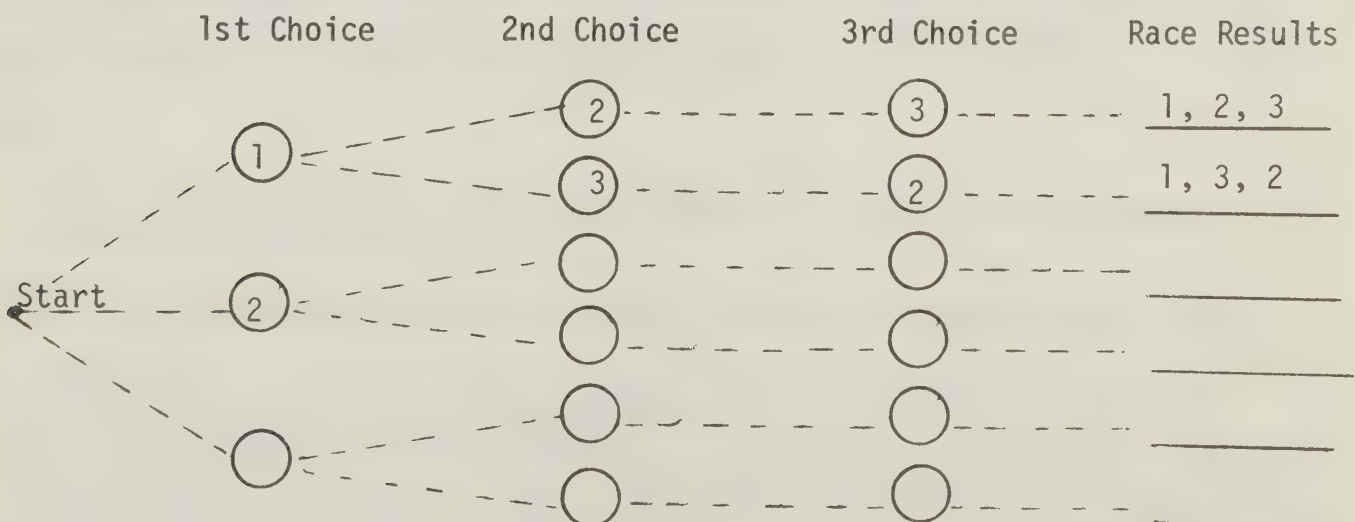 1st Choice 2nd Choice 3rd Choice Race Results
2 3 1, 2, 3
1
3 2 1, 3, 2
Start
2